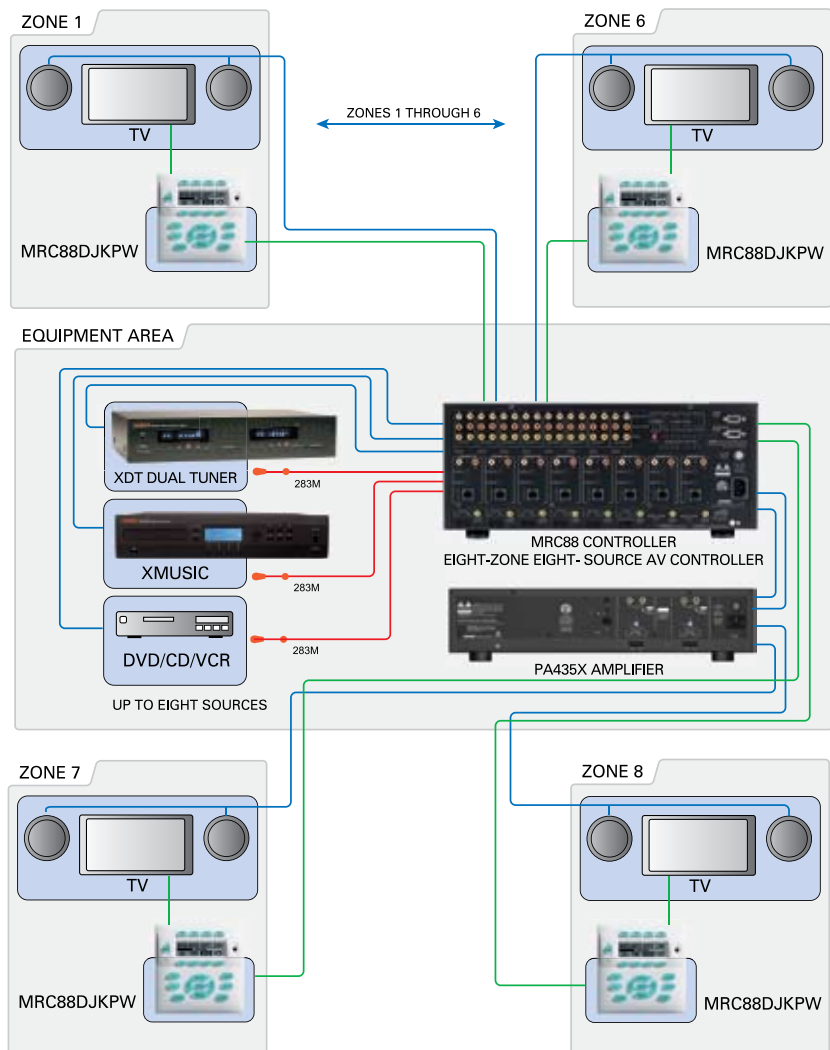 ZONE 1
ZONE 6
ZONES 1 THROUGH 6
TV
TV
MRC88DJKPW
MRC88DJKPW
EQUIPMENT AREA
XDT DUAL TUNER
283M
MRC88 CONTROLLER
EIGHT-ZONE EIGHT- SOURCE AV CONTROLLER
XMUSIC
283M
DVD/CD/VCR
283M
PA435X AMPLIFIER
UP TO EIGHT SOURCES
ZONE 7
ZONE 8
TV
TV
MRC88DJKPW
MRC88DJKPW